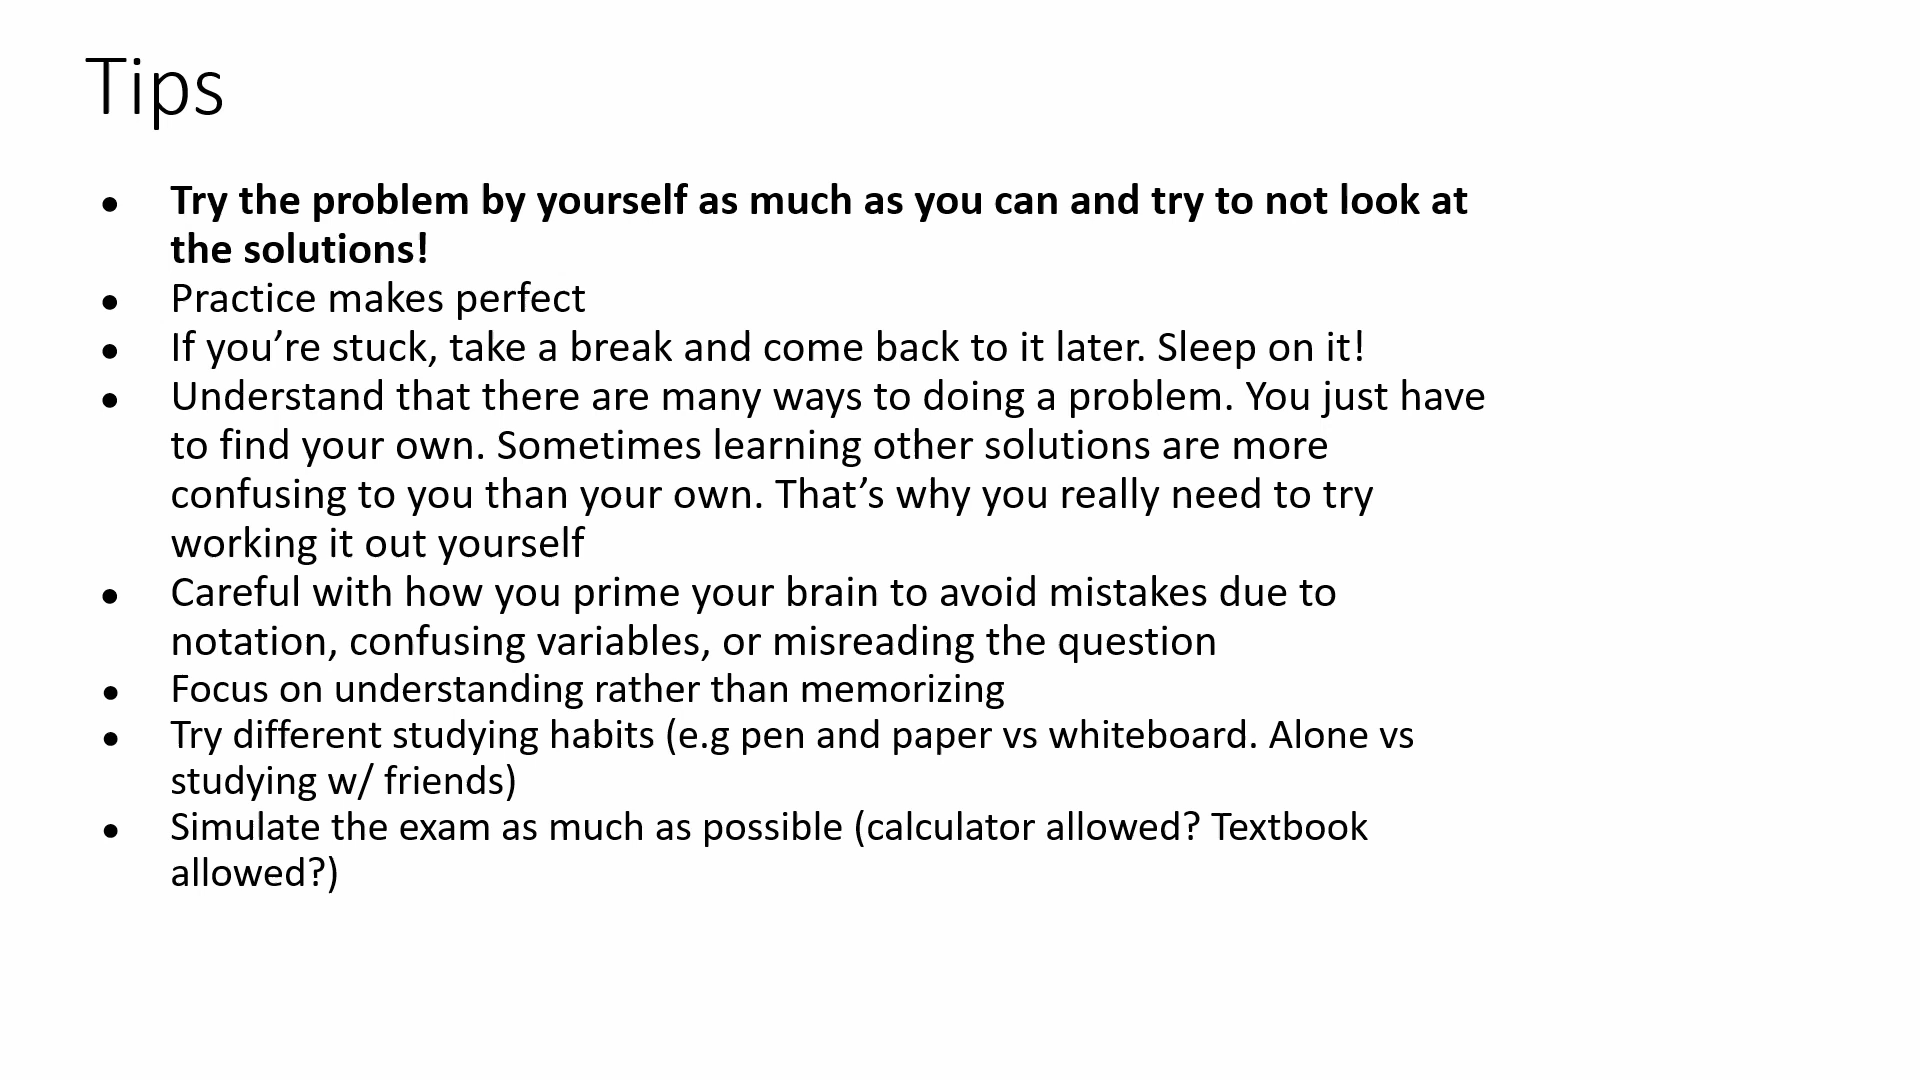 Tips
• Try the problem by yourself as much as you can and try to not look at
the solutions!
• Practice makes perfect
• If you’re stuck, take a break and come back to it later. Sleep on it!
• Understand that there are many ways to doing a problem. You just have
to find your own. Sometimes learning other solutions are more
confusing to you than your own. That’s why you really need to try
working it out yourself
• Careful with how you prime your brain to avoid mistakes due to
notation, confusing variables, or misreading the question
• Focus on understanding rather than memorizing
• Try different studying habits (e.g pen and paper vs whiteboard. Alone vs
studying w/ friends)
• Simulate the exam as much as possible (calculator allowed? Textbook
allowed?)